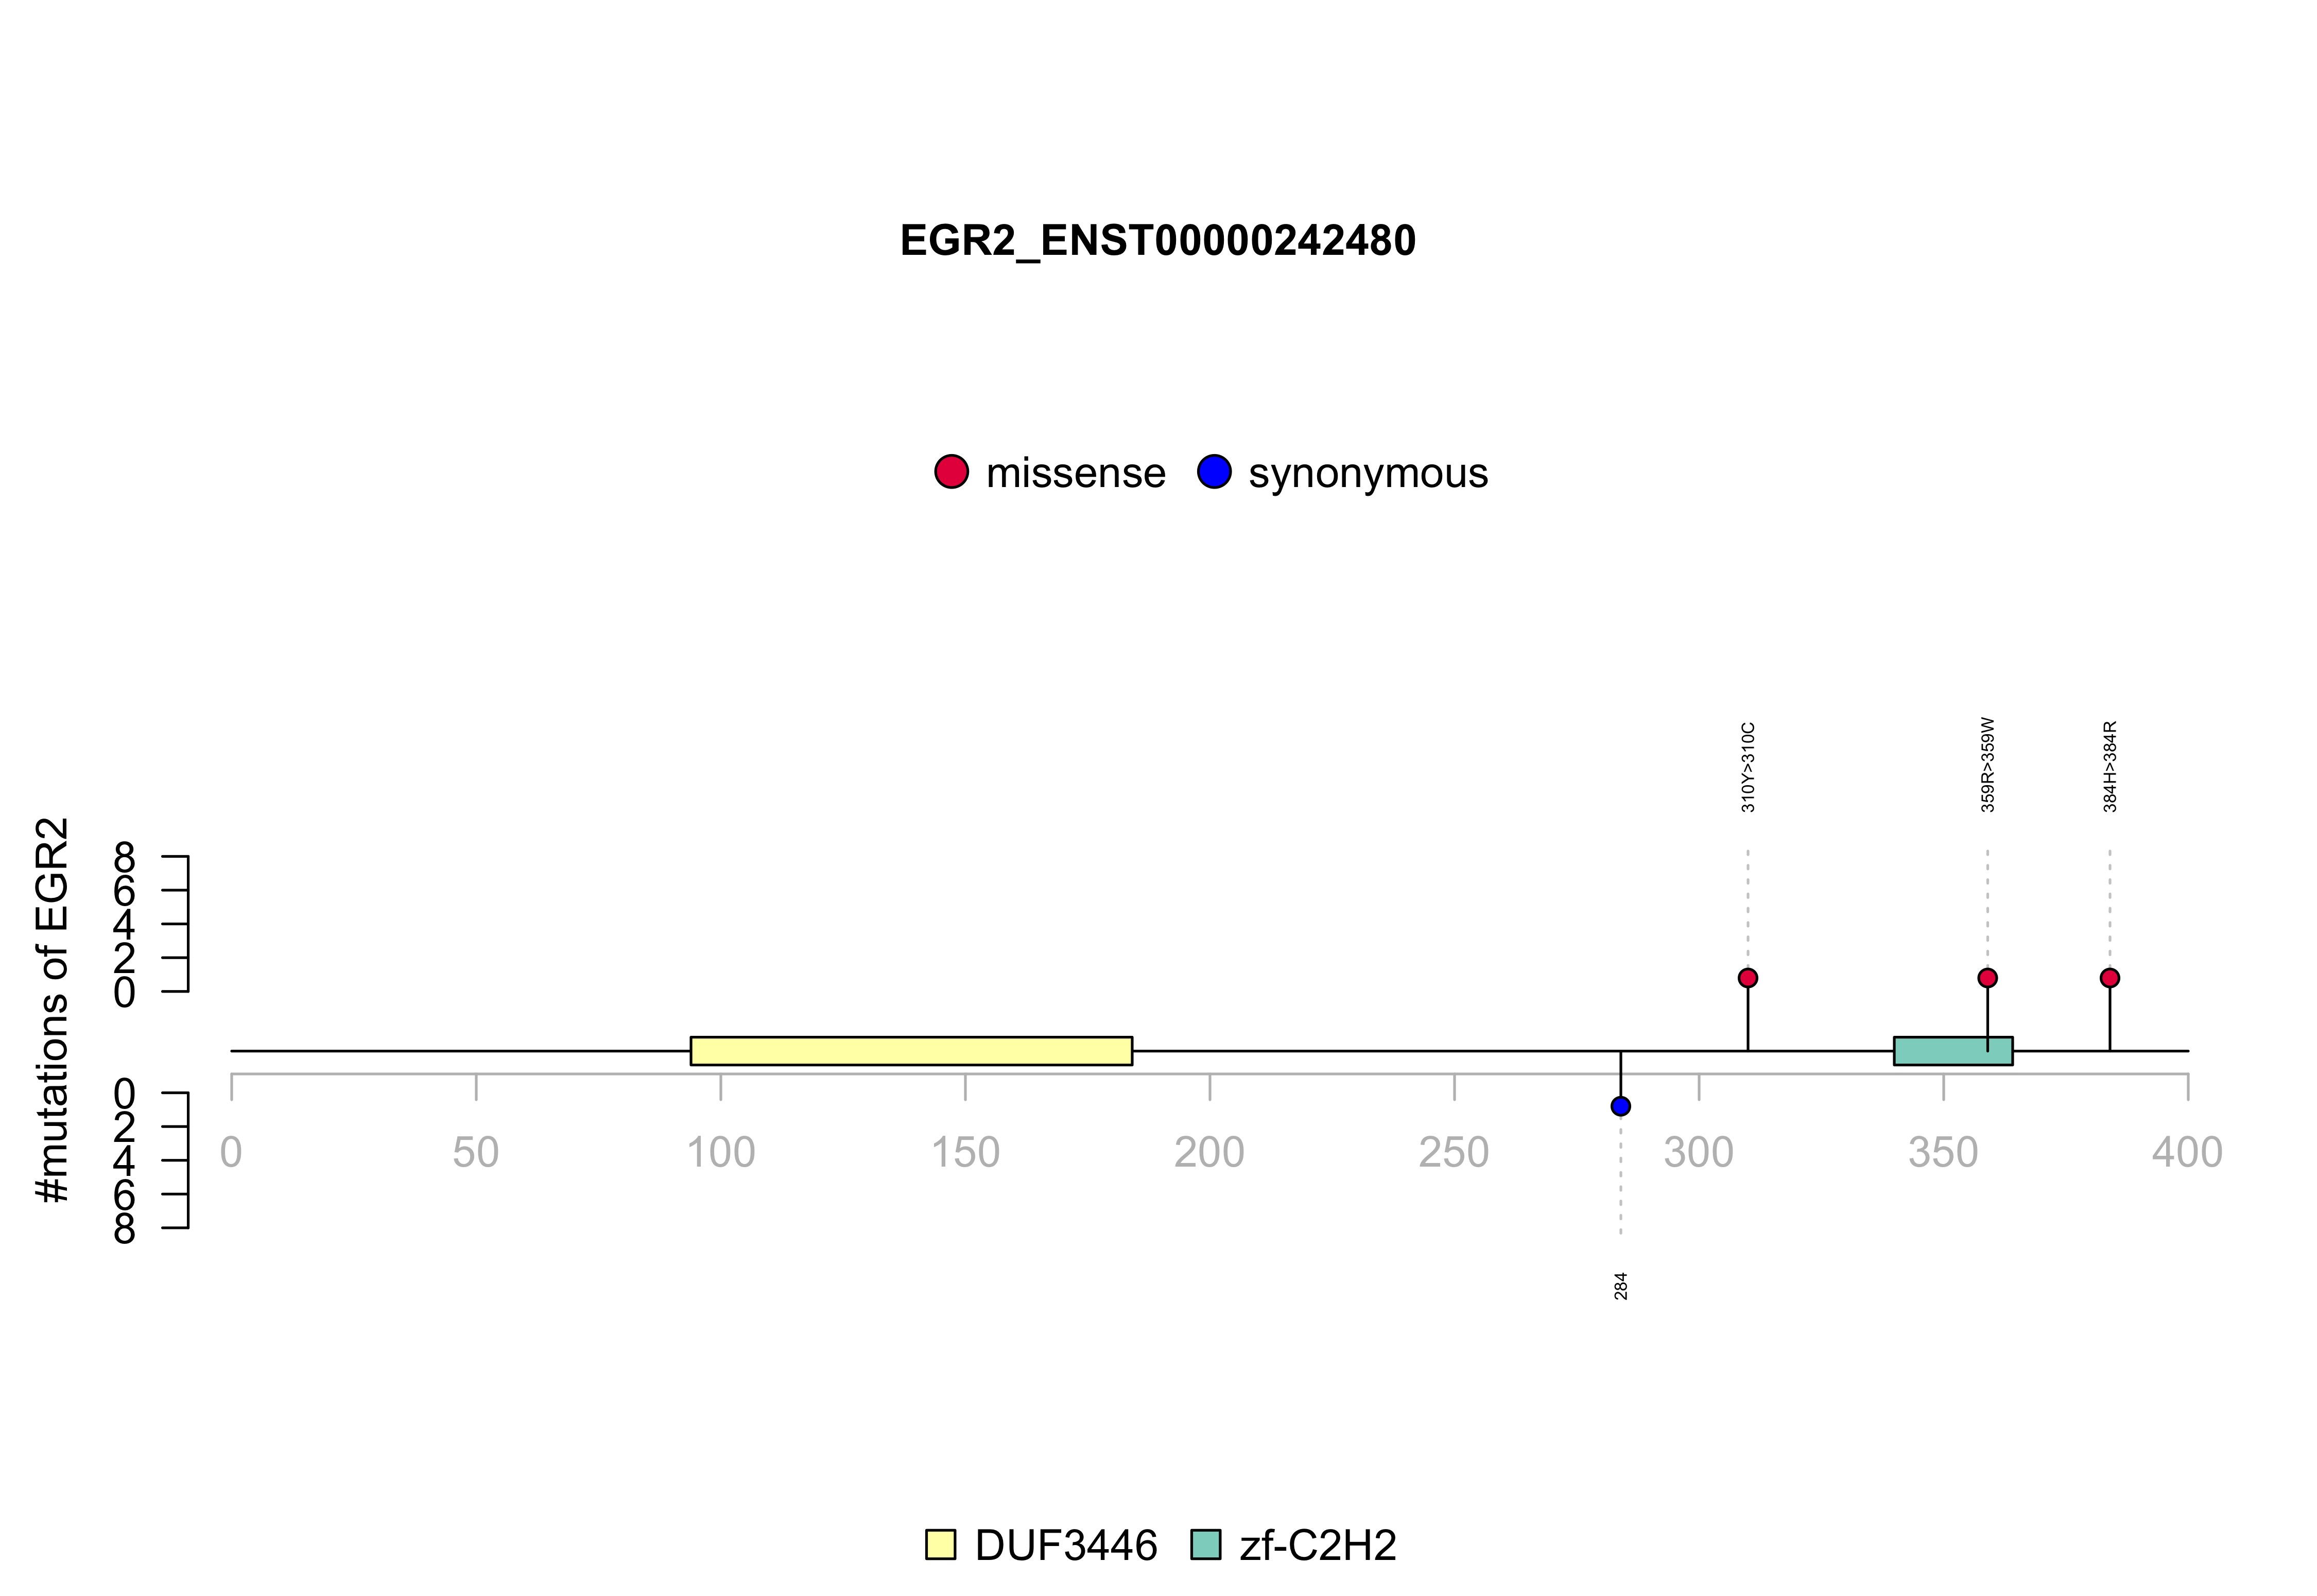 EGR2_ENST00000242480
missense synonymous
310Y>310C
359R>359W
384H>384R
#mutations of EGR2
8
6
4
2
0
0
2
4
6
8
0 50 100 150 200 250 300 350 400
284
DUF3446 zf-C2H2